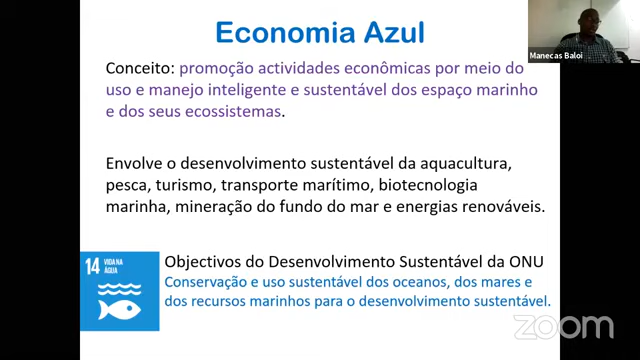 Economia Azul
Manecas Baloi
Conceito: promoção actividades econômicas por meio do
uso e manejo inteligente e sustentável dos espaço marinho
e dos seus ecossistemas.
Envolve o desenvolvimento sustentável da aquacultura,
pesca, turismo, transporte marítimo, biotecnologia
marinha, mineração do fundo do mar e energias renováveis.
14 VIDA NA
ÁGUA
Objectivos do Desenvolvimento Sustentável da ONU
Conservação e uso sustentável dos oceanos, dos mares e
dos recursos marinhos para o desenvolvimento sustentável.
zoom